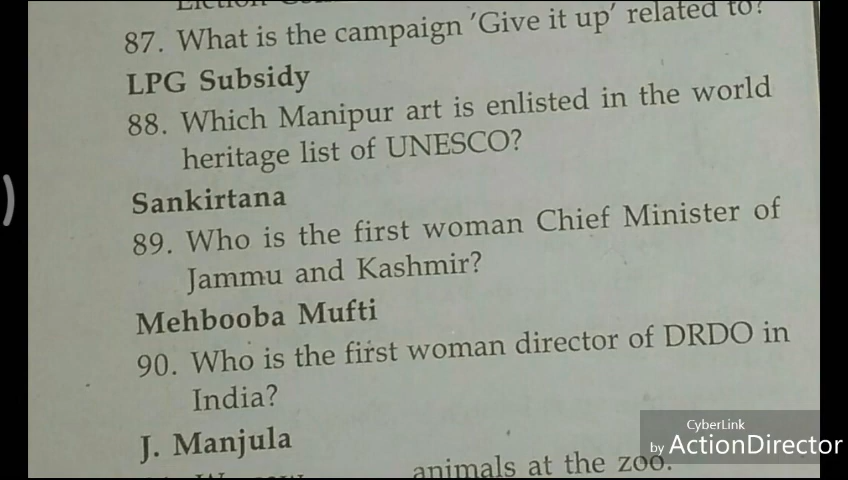 87. What is the campaign 'Give it up' related to?
LPG Subsidy
88. Which Manipur art is enlisted in the world
heritage list of UNESCO?
Sankirtana
89. Who is the first woman Chief Minister of
Jammu and Kashmir?
Mehbooba Mufti
90. Who is the first woman director of DRDO in
India?
J. Manjula
animals at the zoo.
CyberLink
by ActionDirector